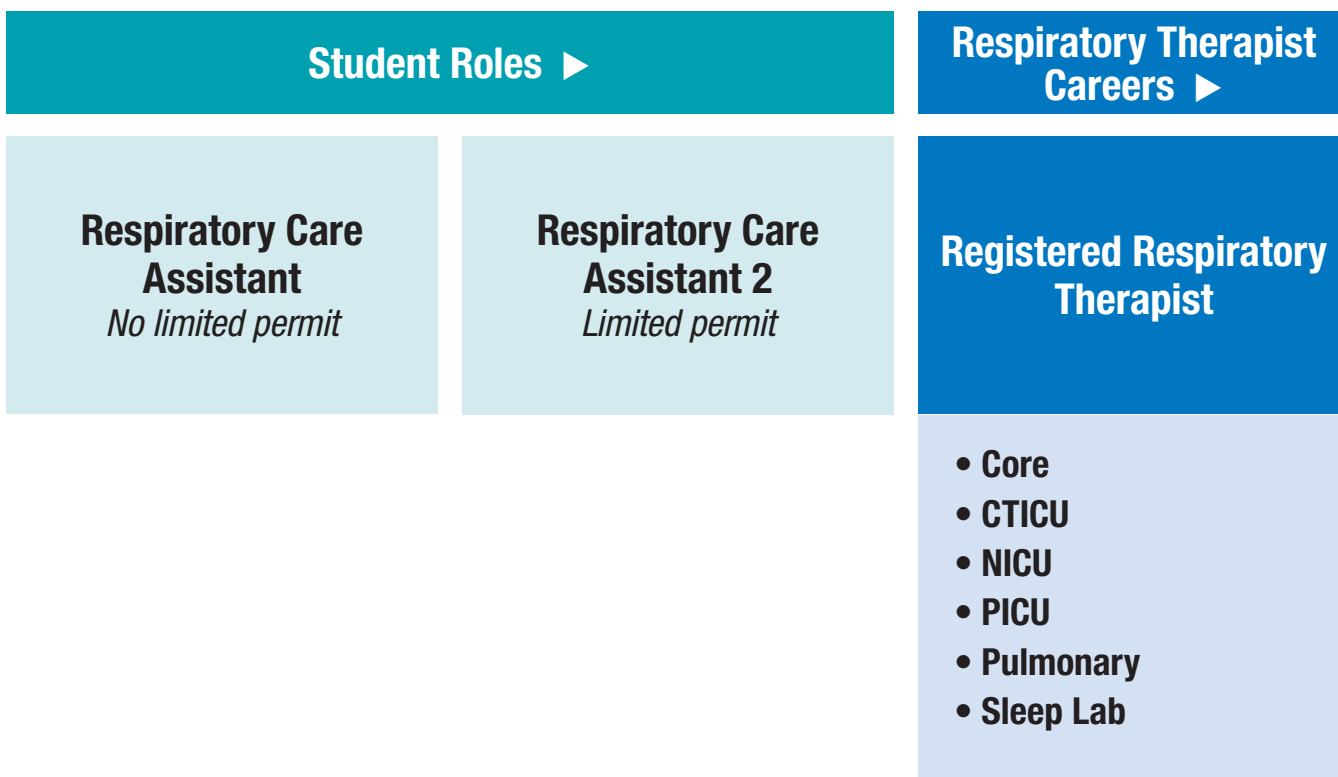 Student Roles ▶
Respiratory Therapist
Careers ▶
Respiratory Care
Assistant
No limited permit
Respiratory Care
Assistant 2
Limited permit
Registered Respiratory
Therapist
• Core
• CTICU
• NICU
• PICU
• Pulmonary
• Sleep Lab